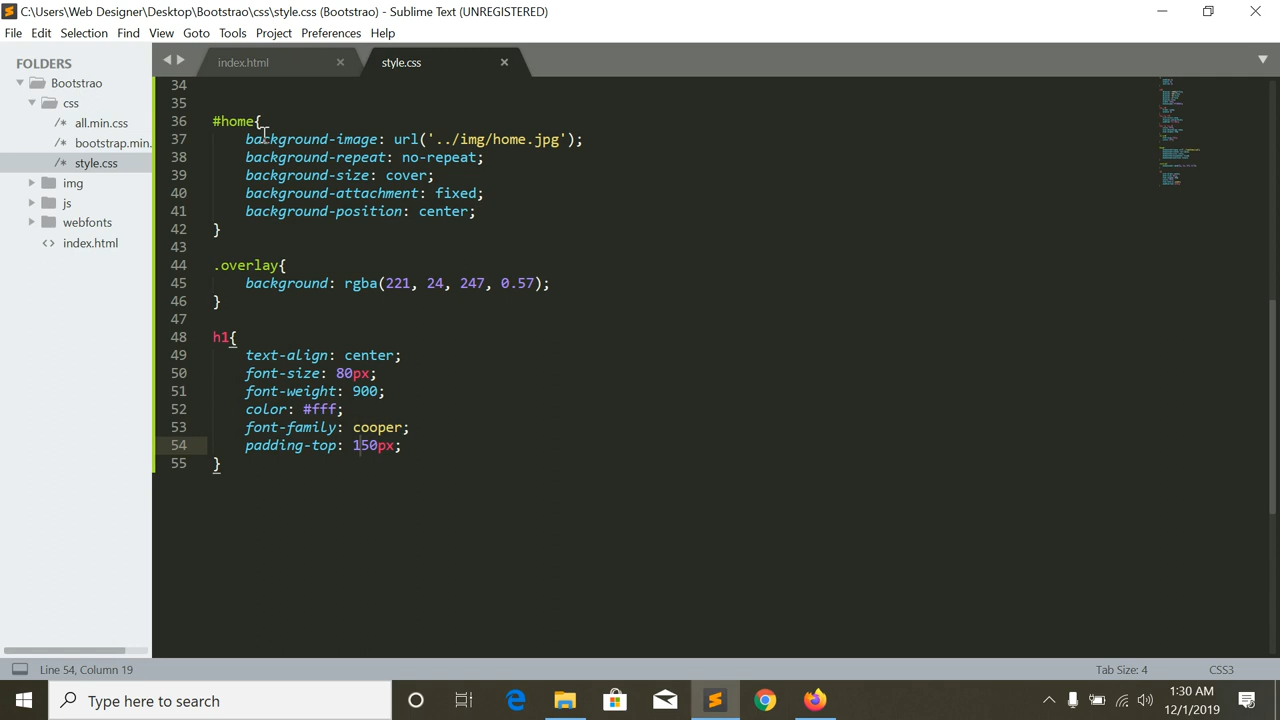 C:\Users\Web Designer\Desktop\Bootstrao\css\style.css (Bootstrao) - Sublime Text (UNREGISTERED)
File Edit Selection Find View Goto Tools Project Preferences Help
FOLDERS
Bootstrao
css
all.min.css
bootstrap.min.
style.css
img
js
webfonts
index.html
index.html
style.css
34
35
36 #home{
37 background-image: url('../img/home.jpg');
38 background-repeat: no-repeat;
39 background-size: cover;
40 background-attachment: fixed;
41 background-position: center;
42 }
43
44 .overlay{
45 background: rgba(221, 24, 247, 0.57);
46 }
47
48 h1{
49 text-align: center;
50 font-size: 80px;
51 font-weight: 900;
52 color: #fff;
53 font-family: cooper;
54 padding-top: 150px;
55 }
Line 54, Column 19
Tab Size: 4
CSS3
Type here to search
1:30 AM
12/1/2019